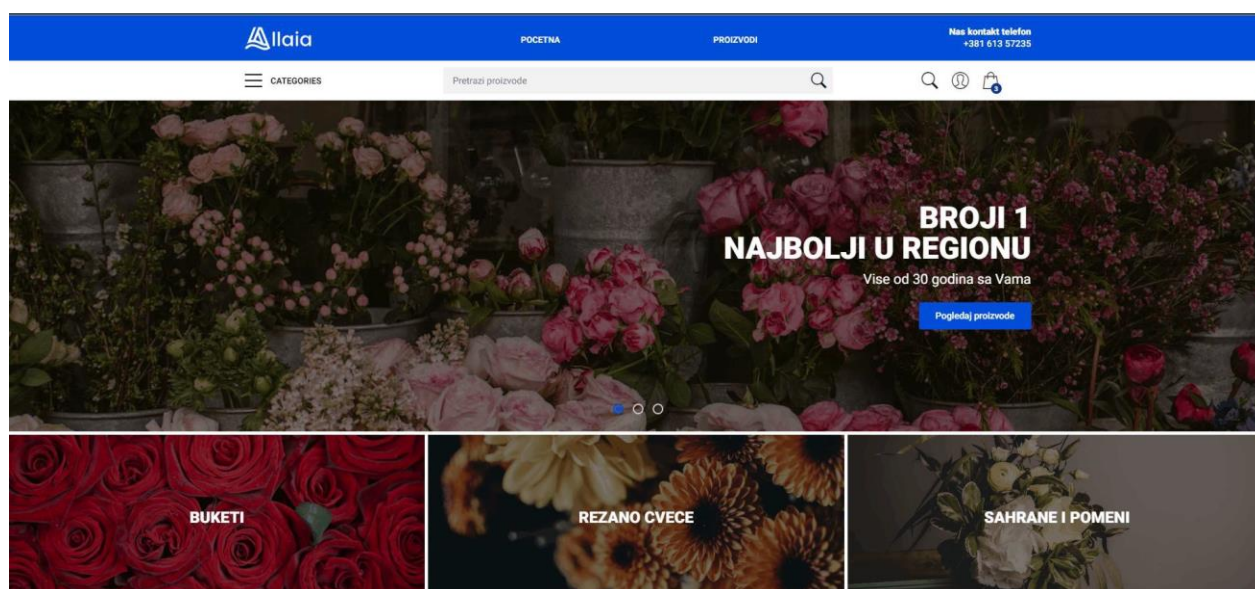 Allaia
POCETNA
PROIZVODI
Nas kontakt telefon
+381 613 57235
CATEGORIES
Pretrazi proizvode
3
BROJI 1
NAJBOLJI U REGIONU
Vise od 30 godina sa Vama
Pogledaj proizvode
BUKETI
REZANO CVECE
SAHRANE I POMENI